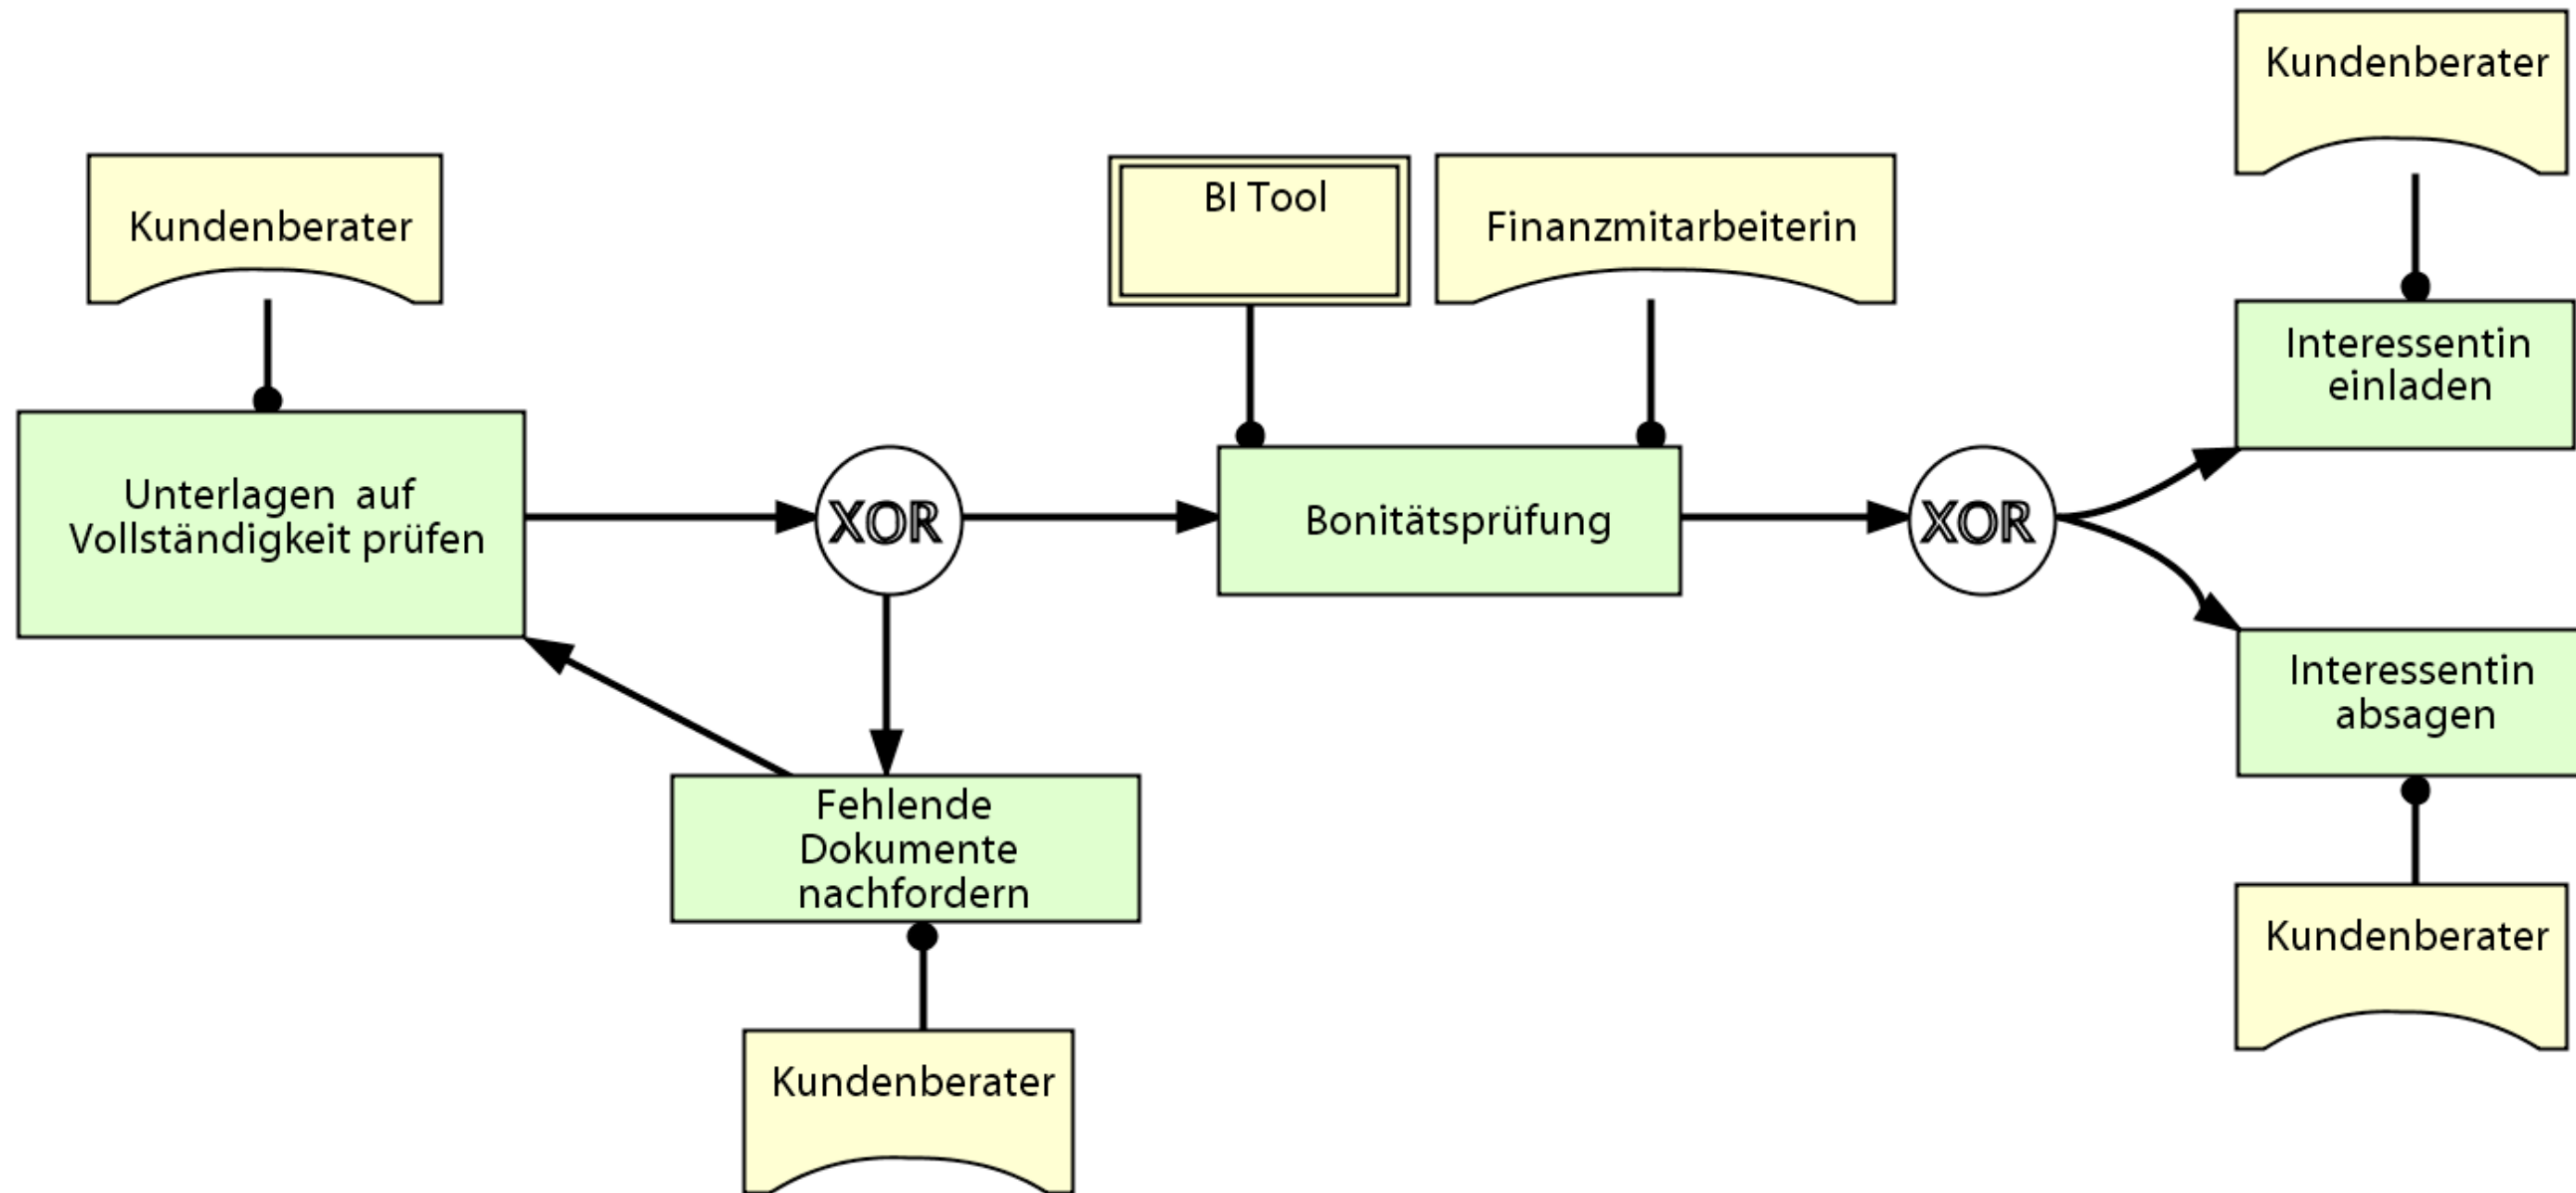 Kundenberater
Kundenberater
BI Tool
Finanzmitarbeiterin
Interessentin
einladen
Unterlagen auf
Vollständigkeit prüfen
XOR
Bonitätsprüfung
XOR
Interessentin
absagen
Fehlende
Dokumente
nachfordern
Kundenberater
Kundenberater